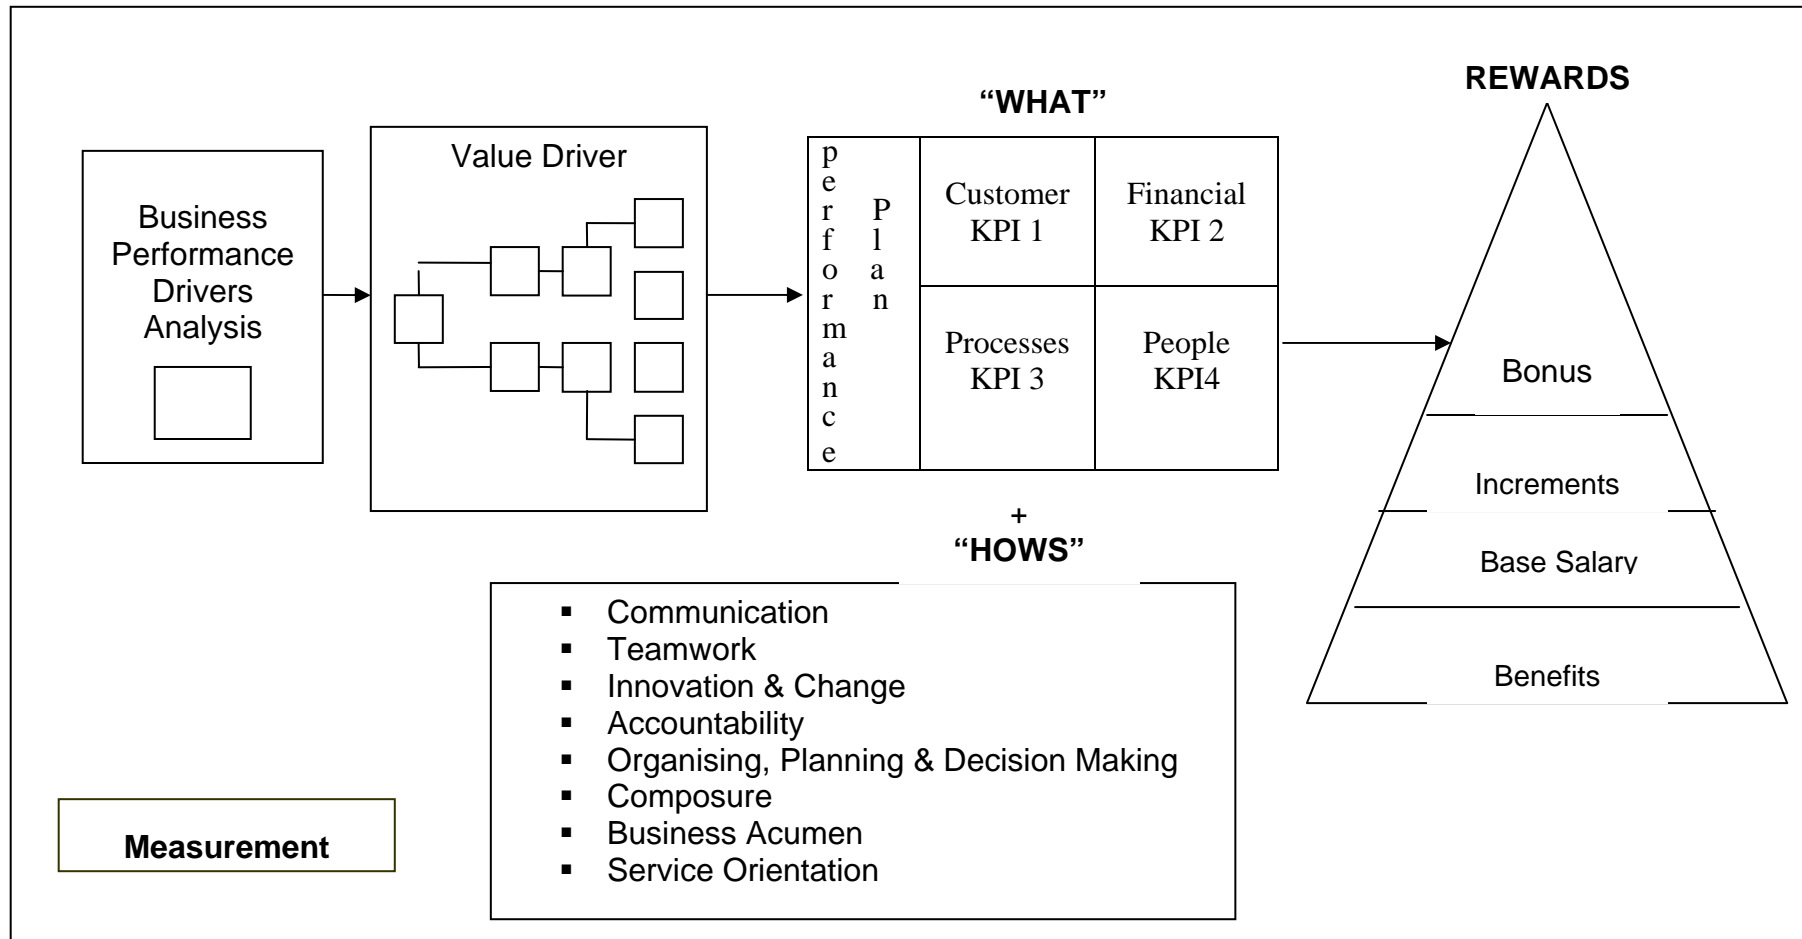 Business
Performance
Drivers
Analysis
Value Driver
“WHAT”
performance
Plan
Customer
KPI 1
Financial
KPI 2
Processes
KPI 3
People
KPI4
+
“HOWS”
▪ Communication
▪ Teamwork
▪ Innovation & Change
▪ Accountability
▪ Organising, Planning & Decision Making
▪ Composure
▪ Business Acumen
▪ Service Orientation
Measurement
REWARDS
Bonus
Increments
Base Salary
Benefits